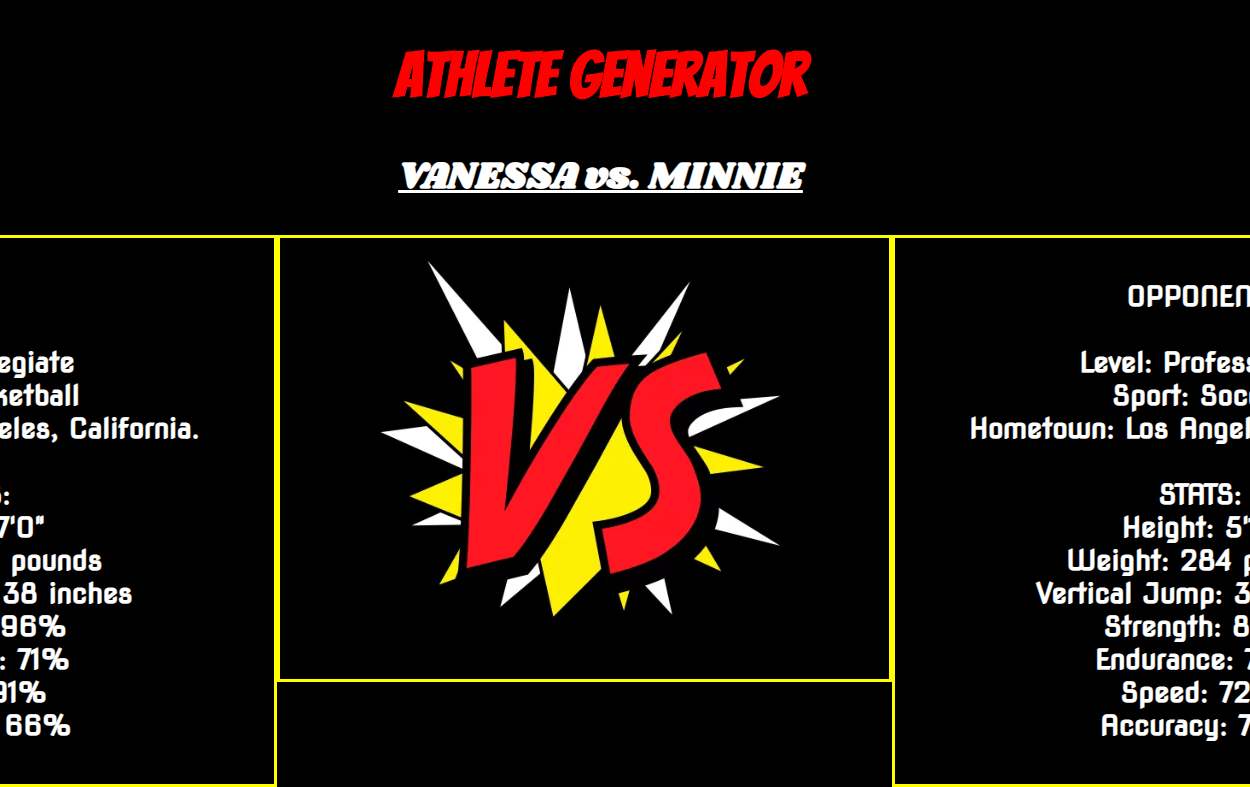 ATHLETE GENERATOR
VANESSA vs. MINNIE
VS
egiate
ketball
eles, California.
:
7'0"
pounds
38 inches
96%
: 71%
91%
66%
OPPONEN
Level: Profess
Sport: Soc
Hometown: Los Angel
STATS:
Height: 5'
Weight: 284 p
Vertical Jump: 3
Strength: 8
Endurance: 7
Speed: 72
Accuracy: 7